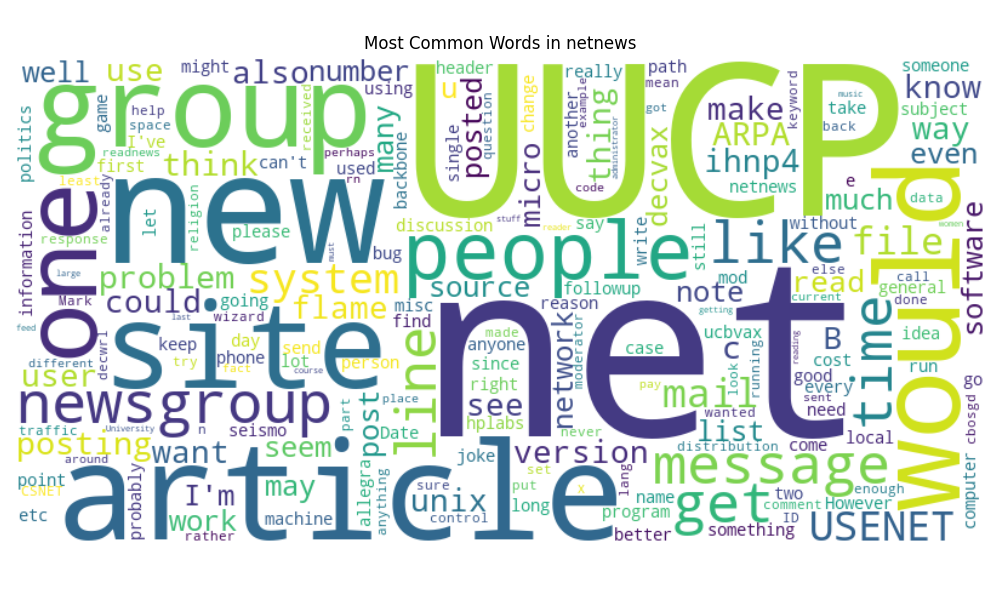 Most Common Words in netnews
well
use
might
also
number
header
really
path
someone
know
politics
game
help
space
I've
group
received
using
many
u
posted
question
change
another
example
thing
mean
got
make
ARPA
keyword
music
take
back
subject
way
even
readnews
first
think
can't
used
perhaps
rn
backbone
single
UUCP
micro
code
administrator
decvax
ihnp4
netnews
e
much
data
least
already
let
religion
please
new
bug
discussion
stuff
reader
say
write
still
like
without
file
women
would
software
information
response
one
large
Mark
problem
could
going
system
must
people
source
followup
misc
reason
note
mod
else
current
read
call
general
done
feed
different
decwrl
site
wizard
last
keep
try
phone
day
lot
send
fact
course
flame
person
find
made
anyone
since
right
network
moderator
net
case
ucbvax
getting
look
c
running
reading
B
cost
good
every
time
idea
run
user
newsgroup
traffic
University
n
seismo
part
post
place
Date
line
see
hplabs
never
pay
mail
wanted
list
sent
need
come
local
go
cbosgd
computer
posting
around
want
seem
joke
version
distribution
point
CSNET
etc
probably
article
I'm
work
rather
may
machine
allegra
anything
sure
unix
control
set
put
long
x
lang
program
name
message
get
better
something
two
comment
ID
However
enough
USENET